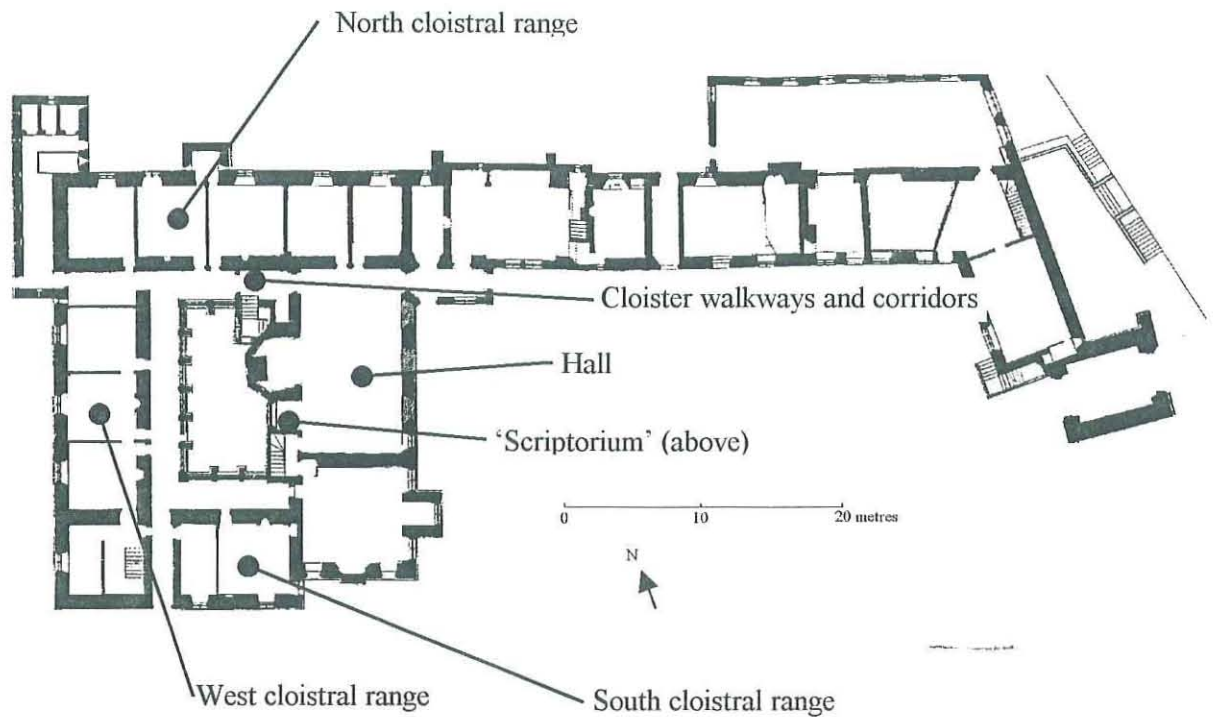 North cloistral range
Cloister walkways and corridors
Hall
‘Scriptorium’ (above)
0 10 20 metres
N
West cloistral range
South cloistral range